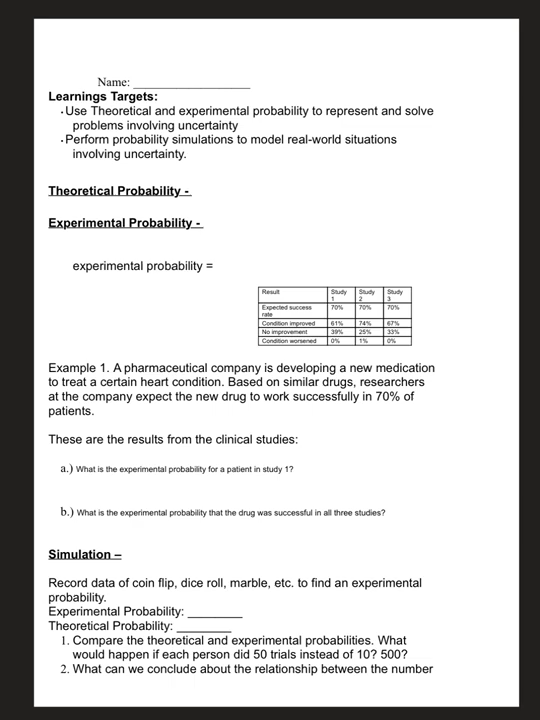 Name: ___________________
Learnings Targets:
· Use Theoretical and experimental probability to represent and solve
problems involving uncertainty
· Perform probability simulations to model real-world situations
involving uncertainty.
Theoretical Probability -
Experimental Probability -
experimental probability =
Result Study 1 Study 2 Study 3
Expected success rate 70% 70% 70%
Condition improved 61% 74% 67%
No improvement 39% 25% 33%
Condition worsened 0% 1% 0%
Example 1. A pharmaceutical company is developing a new medication
to treat a certain heart condition. Based on similar drugs, researchers
at the company expect the new drug to work successfully in 70% of
patients.
These are the results from the clinical studies:
a.) What is the experimental probability for a patient in study 1?
b.) What is the experimental probability that the drug was successful in all three studies?
Simulation –
Record data of coin flip, dice roll, marble, etc. to find an experimental
probability.
Experimental Probability: ________
Theoretical Probability: ________
1. Compare the theoretical and experimental probabilities. What
would happen if each person did 50 trials instead of 10? 500?
2. What can we conclude about the relationship between the number